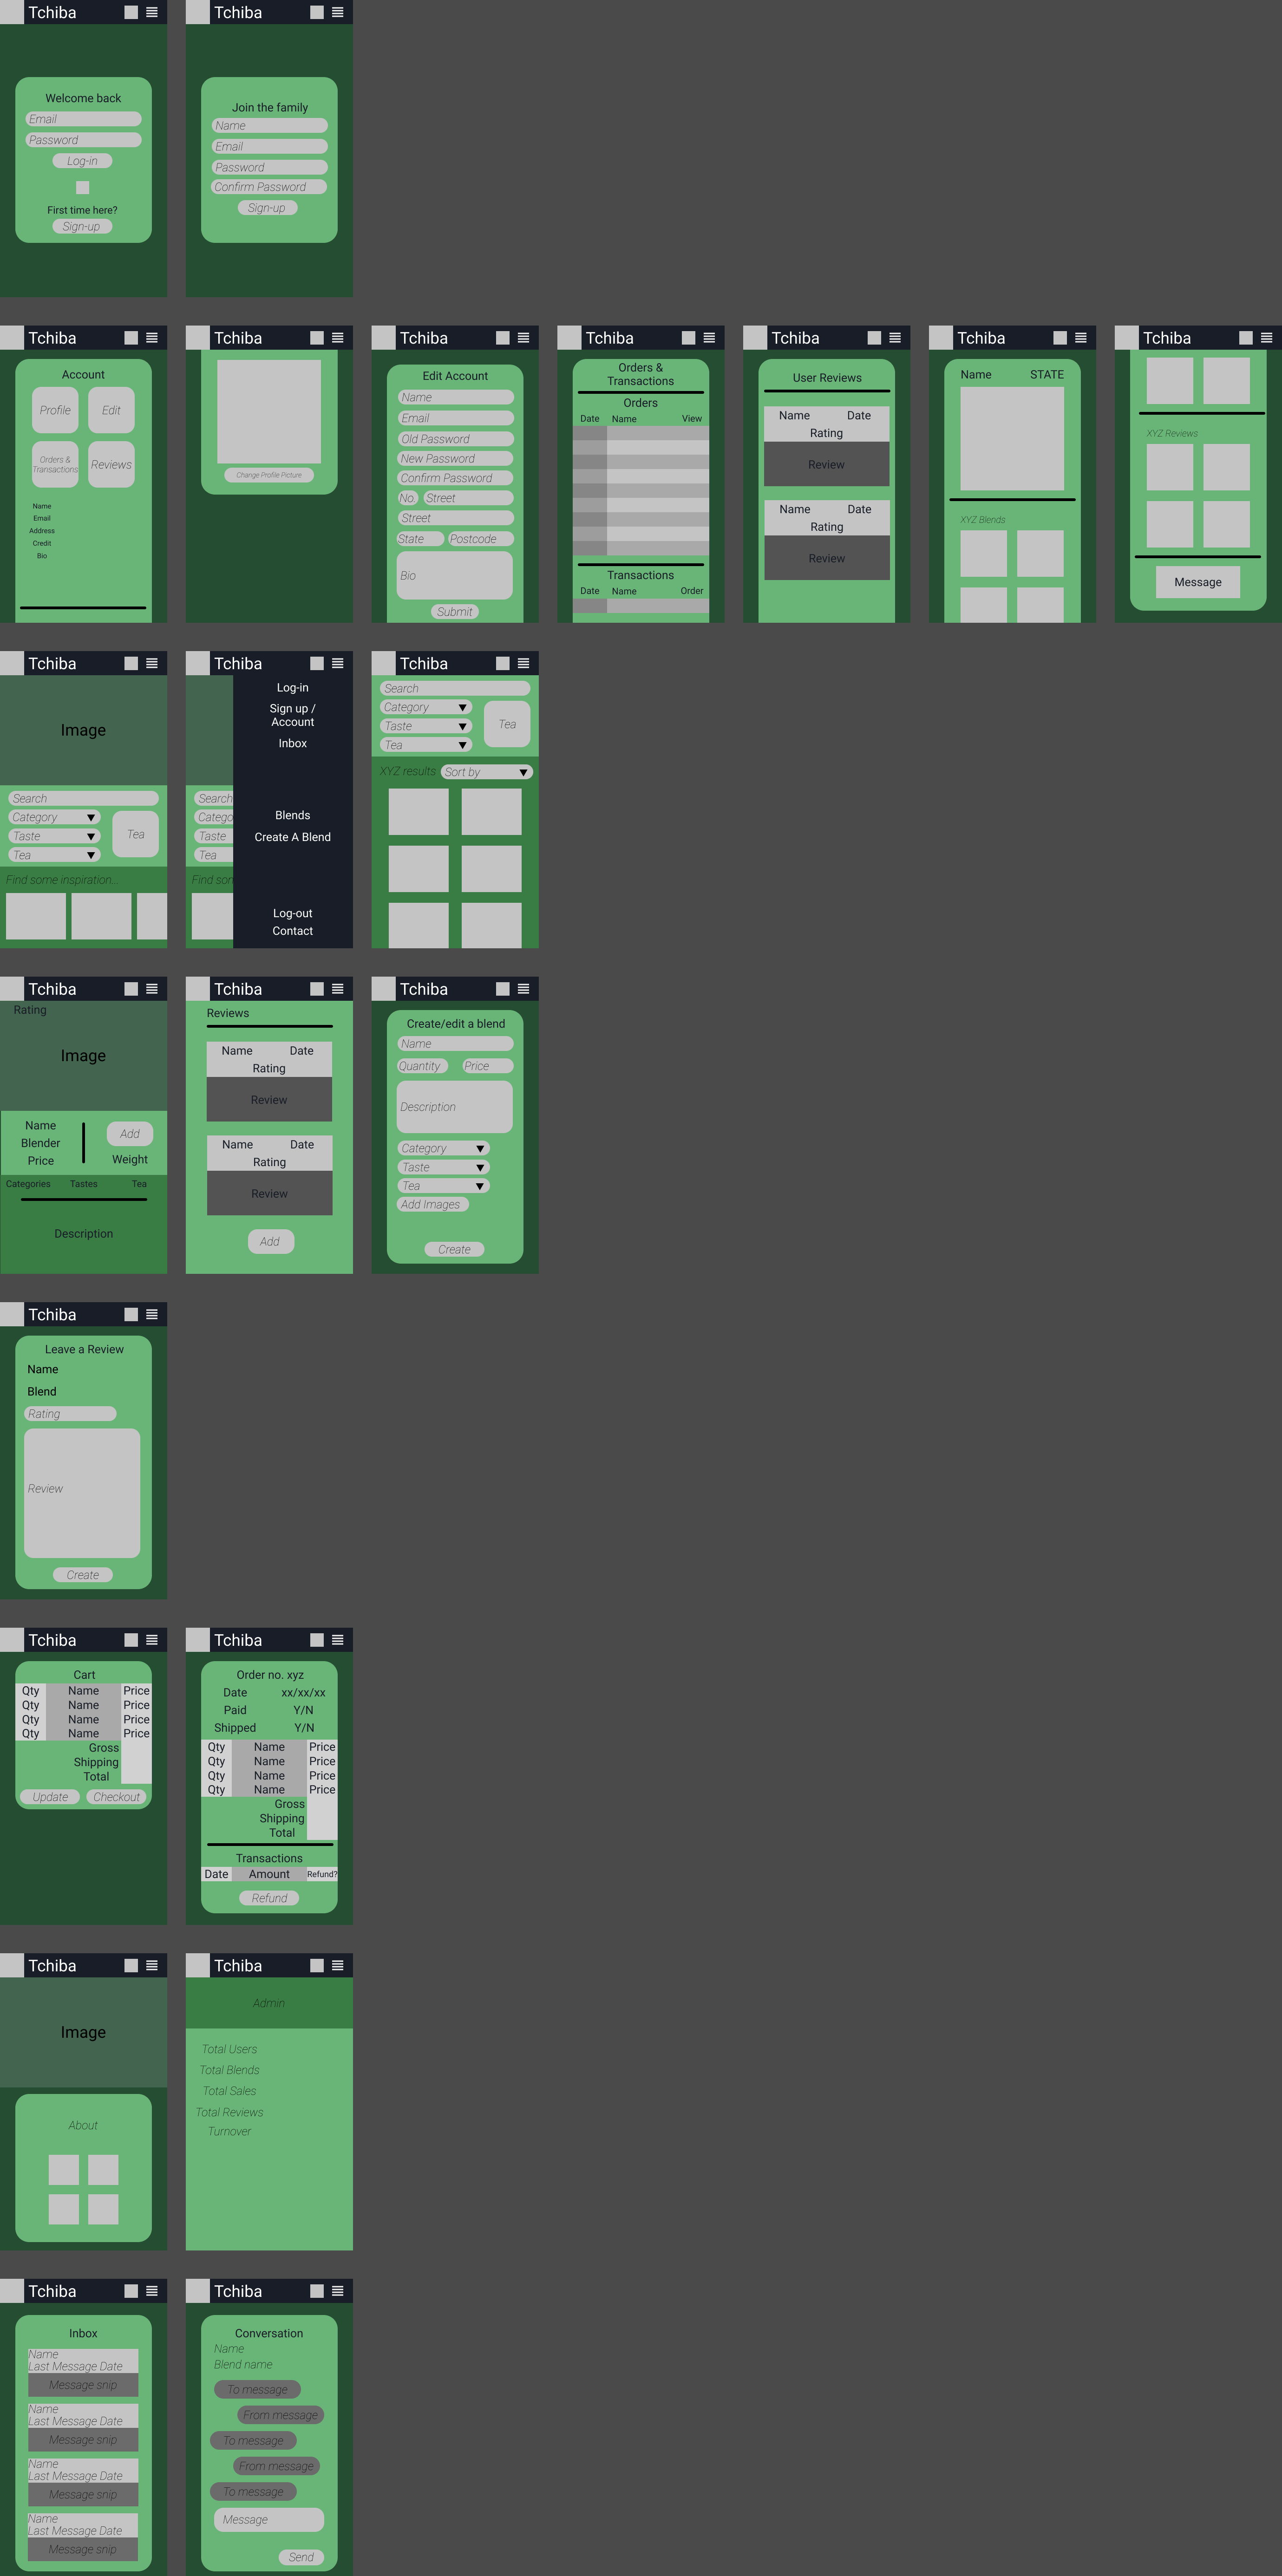 Tchiba
Welcome back
Email
Password
Log-in
First time here?
Sign-up
Tchiba
Join the family
Name
Email
Password
Confirm Password
Sign-up
Tchiba
Account
Profile
Edit
Orders &
Transactions
Reviews
Name
Email
Address
Credit
Bio
Tchiba
Change Profile Picture
Tchiba
Edit Account
Name
Email
Old Password
New Password
Confirm Password
No. Street
Street
State Postcode
Bio
Submit
Tchiba
Orders &
Transactions
Orders
Date Name View
Transactions
Date Name Order
Tchiba
User Reviews
Name Date
Rating
Review
Name Date
Rating
Review
Tchiba
Name STATE
XYZ Blends
Tchiba
XYZ Reviews
Message
Tchiba
Image
Search
Category
Taste
Tea
Tea
Find some inspiration...
Tchiba
Search
Catego
Taste
Tea
Find son
Log-in
Sign up /
Account
Inbox
Blends
Create A Blend
Log-out
Contact
Tchiba
Search
Category
Taste
Tea
Tea
XYZ results Sort by
Tchiba
Rating
Image
Name
Blender
Price
Add
Weight
Categories Tastes Tea
Description
Tchiba
Reviews
Name Date
Rating
Review
Name Date
Rating
Review
Add
Tchiba
Create/edit a blend
Name
Quantity Price
Description
Category
Taste
Tea
Add Images
Create
Tchiba
Leave a Review
Name
Blend
Rating
Review
Create
Tchiba
Cart
Qty Name Price
Qty Name Price
Qty Name Price
Qty Name Price
Gross
Shipping
Total
Update Checkout
Tchiba
Order no. xyz
Date xx/xx/xx
Paid Y/N
Shipped Y/N
Qty Name Price
Qty Name Price
Qty Name Price
Qty Name Price
Gross
Shipping
Total
Transactions
Date Amount Refund?
Refund
Tchiba
Image
About
Tchiba
Admin
Total Users
Total Blends
Total Sales
Total Reviews
Turnover
Tchiba
Inbox
Name
Last Message Date
Message snip
Name
Last Message Date
Message snip
Name
Last Message Date
Message snip
Name
Last Message Date
Message snip
Tchiba
Conversation
Name
Blend name
To message
From message
To message
From message
To message
Message
Send